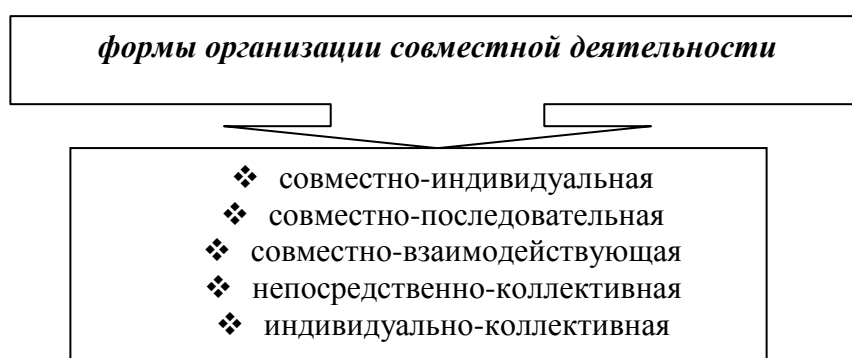 формы организации совместной деятельности
❖ совместно-индивидуальная
❖ совместно-последовательная
❖ совместно-взаимодействующая
❖ непосредственно-коллективная
❖ индивидуально-коллективная